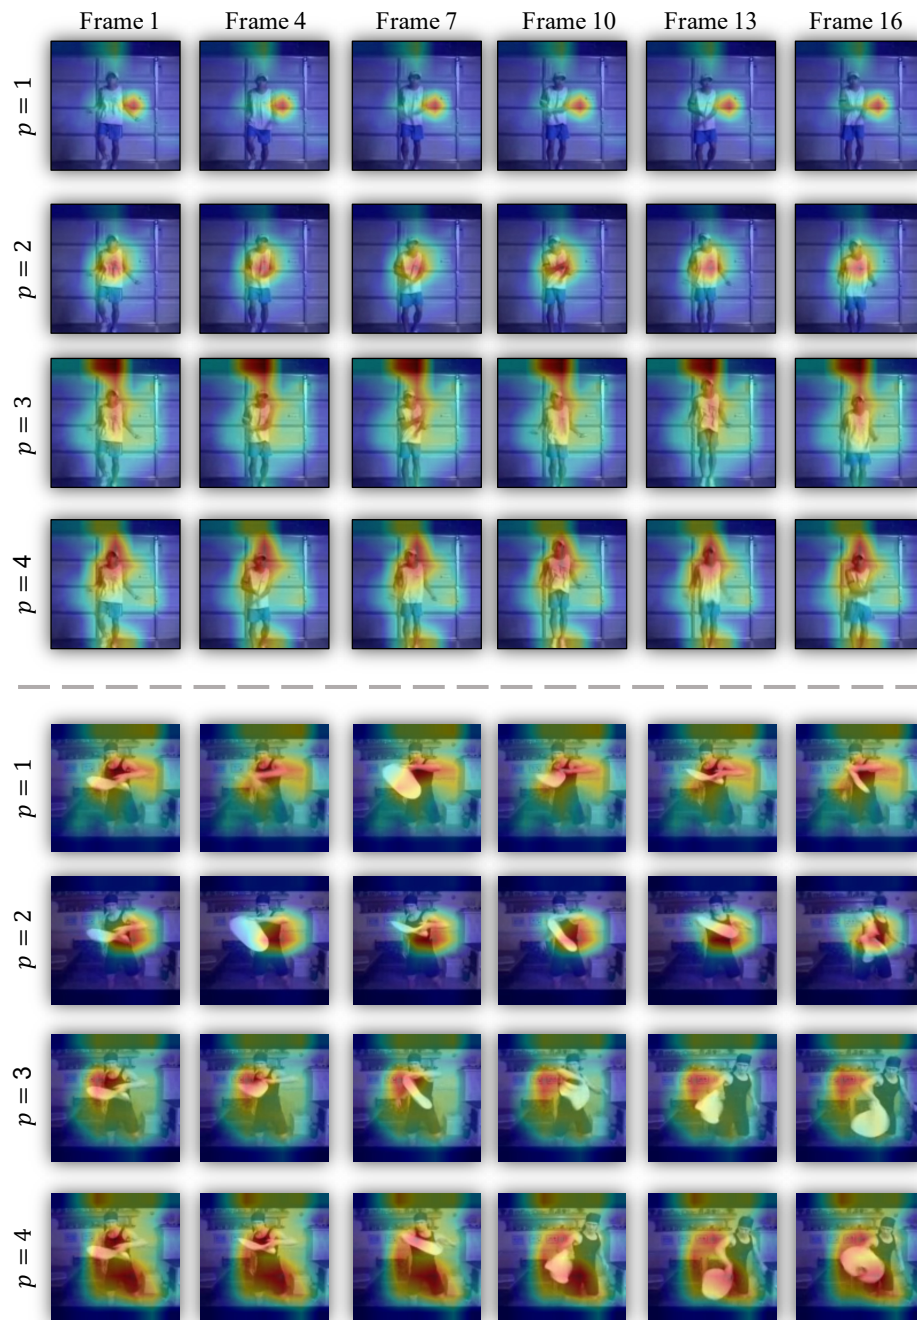 Frame 1 Frame 4 Frame 7 Frame 10 Frame 13 Frame 16
p = 1
p = 2
p = 3
p = 4
p = 1
p = 2
p = 3
p = 4